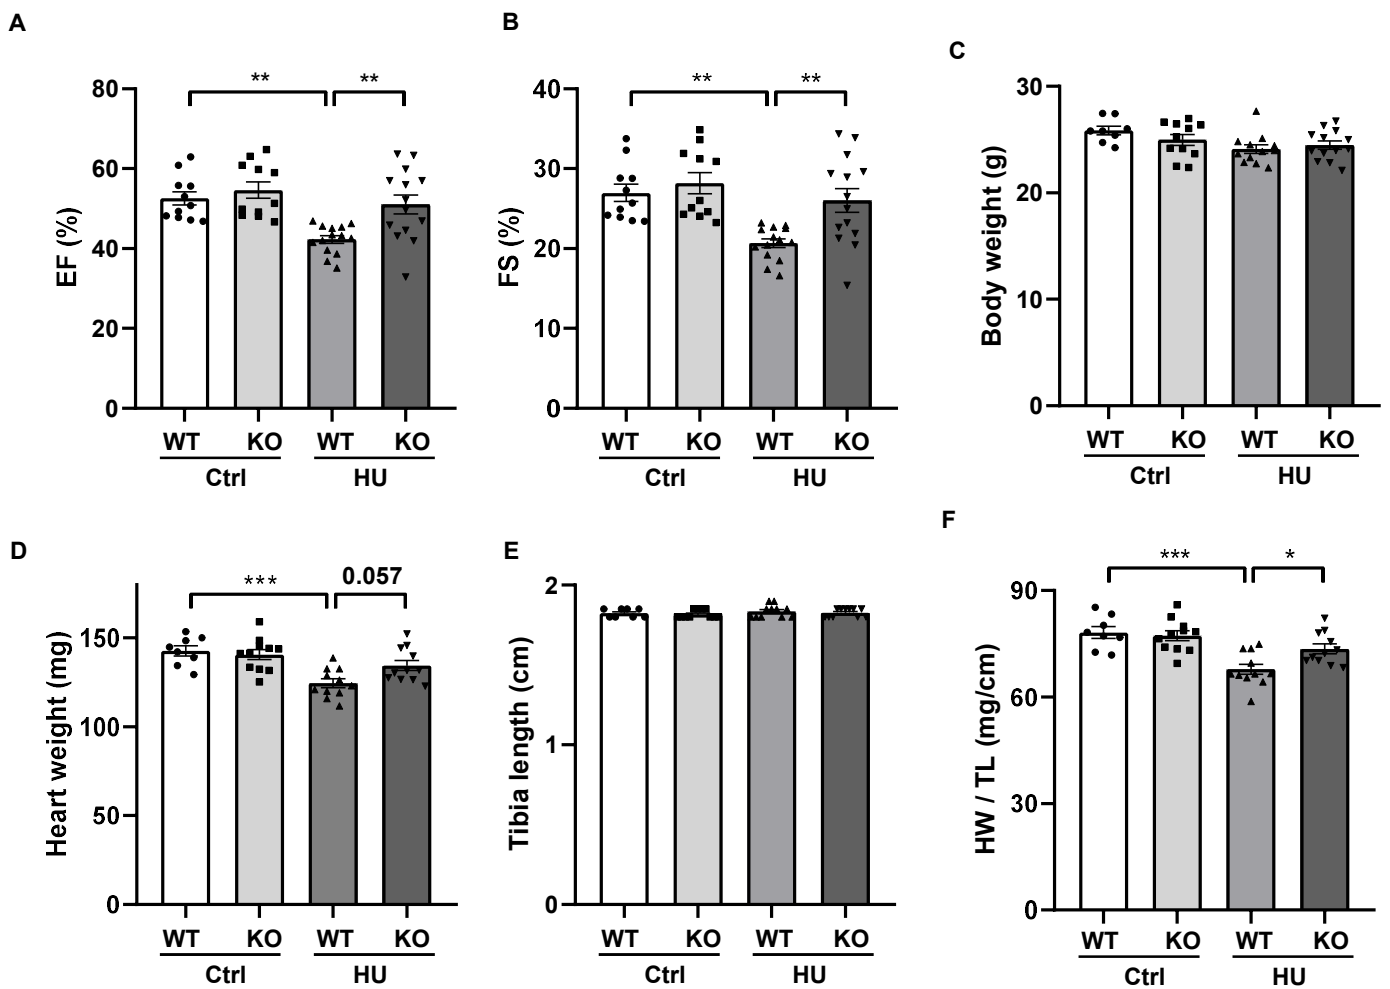 A
EF (%)
80
60
40
20
0
** **
WT KO WT KO
Ctrl HU
B
FS (%)
40
30
20
10
0
** **
WT KO WT KO
Ctrl HU
C
Body weight (g)
30
20
10
0
WT KO WT KO
Ctrl HU
D
Heart weight (mg)
150
100
50
0
*** 0.057
WT KO WT KO
Ctrl HU
E
Tibia length (cm)
2
1
0
WT KO WT KO
Ctrl HU
F
HW / TL (mg/cm)
90
60
30
0
*** *
WT KO WT KO
Ctrl HU